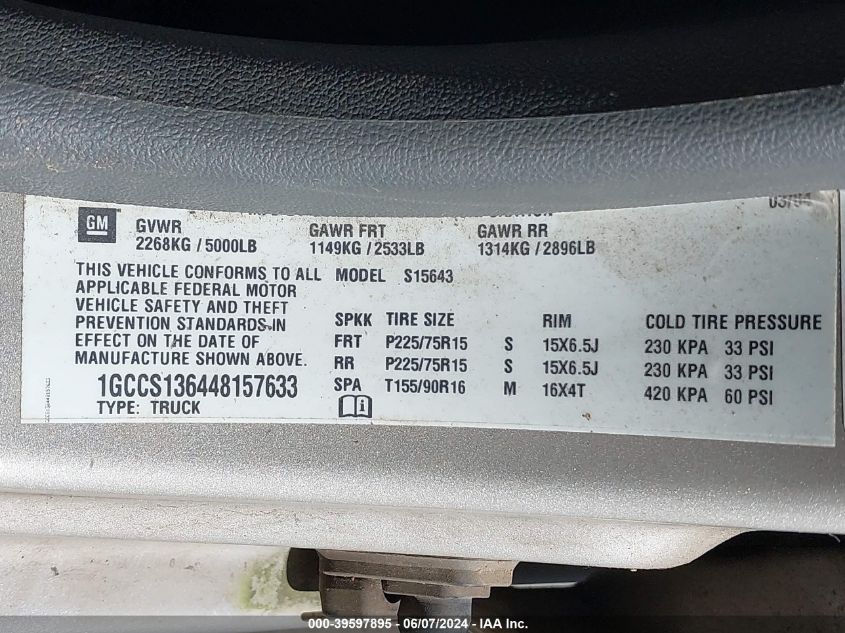 03/04
GM
GVWR GAWR FRT GAWR RR
2268KG / 5000LB 1149KG / 2533LB 1314KG / 2896LB
THIS VEHICLE CONFORMS TO ALL
APPLICABLE FEDERAL MOTOR
VEHICLE SAFETY AND THEFT
PREVENTION STANDARDS IN
EFFECT ON THE DATE OF
MANUFACTURE SHOWN ABOVE.
1GCCS136448157633
TYPE: TRUCK
MODEL S15643
SPKK TIRE SIZE RIM COLD TIRE PRESSURE
FRT P225/75R15 S 15X6.5J 230 KPA 33 PSI
RR P225/75R15 S 15X6.5J 230 KPA 33 PSI
SPA T155/90R16 M 16X4T 420 KPA 60 PSI
000-39597895 - 06/07/2024 - IAA Inc.